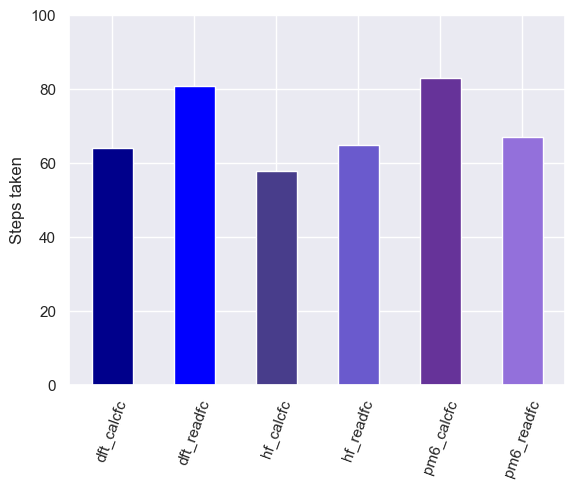 100
80
60
40
20
0
Steps taken
dft_calcfc
dft_readfc
hf_calcfc
hf_readfc
pm6_calcfc
pm6_readfc